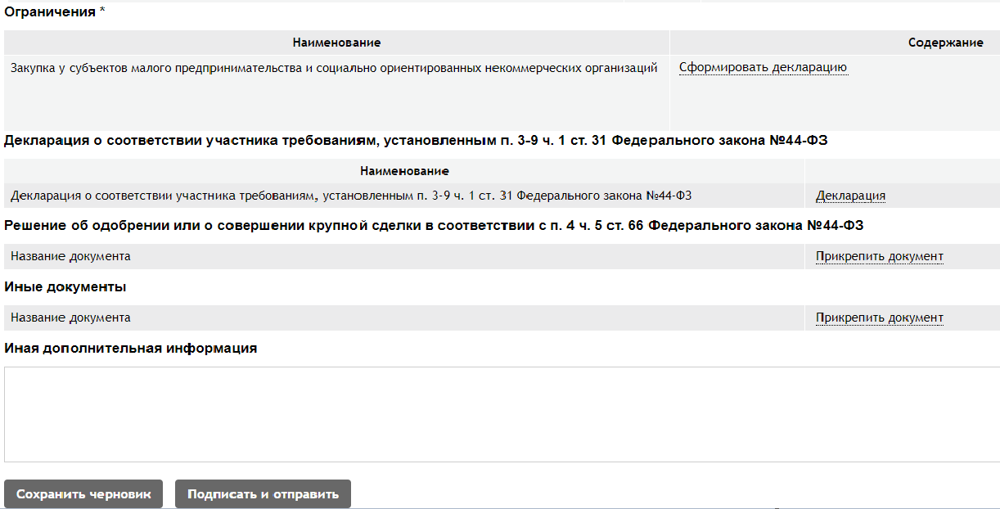 Ограничения *
Наименование Содержание
Закупка у субъектов малого предпринимательства и социально ориентированных некоммерческих организаций Сформировать декларацию
Декларация о соответствии участника требованиям, установленным п. 3-9 ч. 1 ст. 31 Федерального закона №44-ФЗ
Наименование
Декларация о соответствии участника требованиям, установленным п. 3-9 ч. 1 ст. 31 Федерального закона №44-ФЗ Декларация
Решение об одобрении или о совершении крупной сделки в соответствии с п. 4 ч. 5 ст. 66 Федерального закона №44-ФЗ
Название документа Прикрепить документ
Иные документы
Название документа Прикрепить документ
Иная дополнительная информация
Сохранить черновик Подписать и отправить